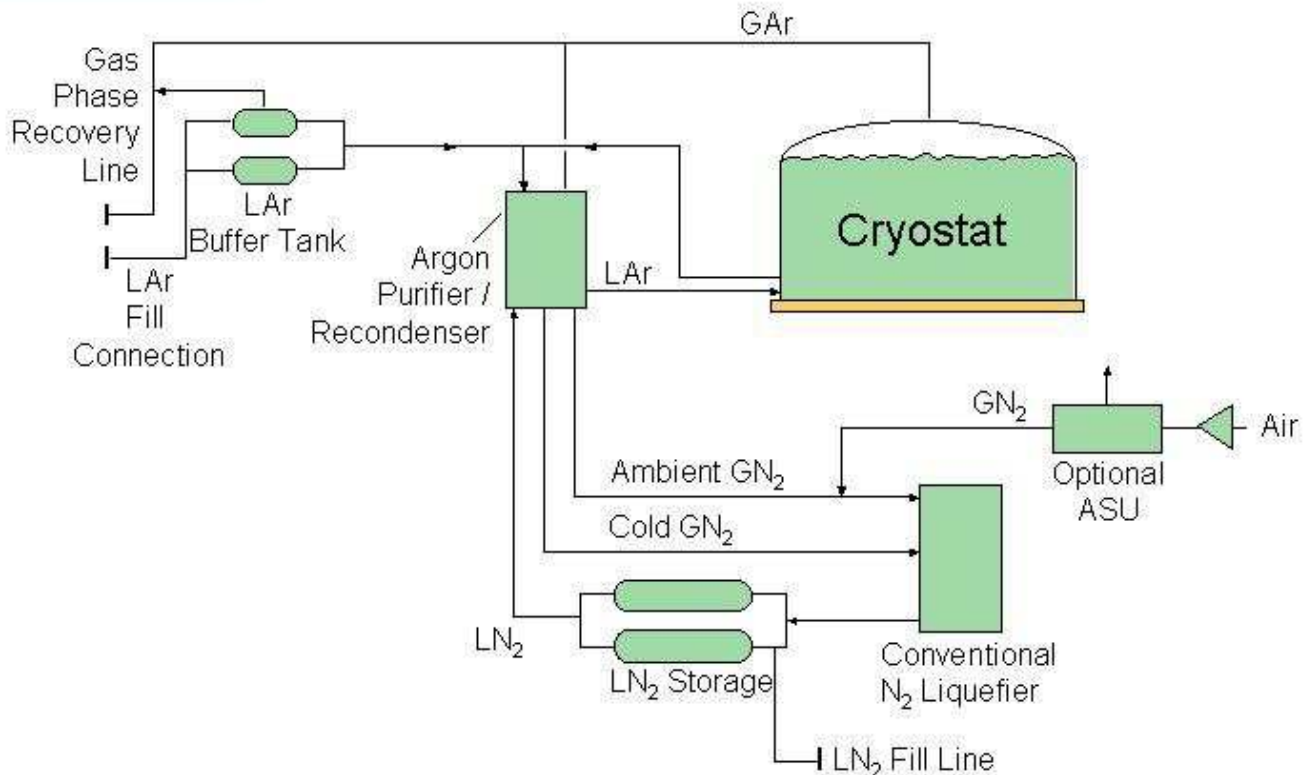 GAr
Gas
Phase
Recovery
Line
LAr
Buffer Tank
LAr
Fill
Connection
Argon
Purifier /
Recondenser
LAr
Cryostat
GN₂
Air
Optional
ASU
Ambient GN₂
Cold GN₂
LN₂
LN₂ Storage
Conventional
N₂ Liquefier
LN₂ Fill Line